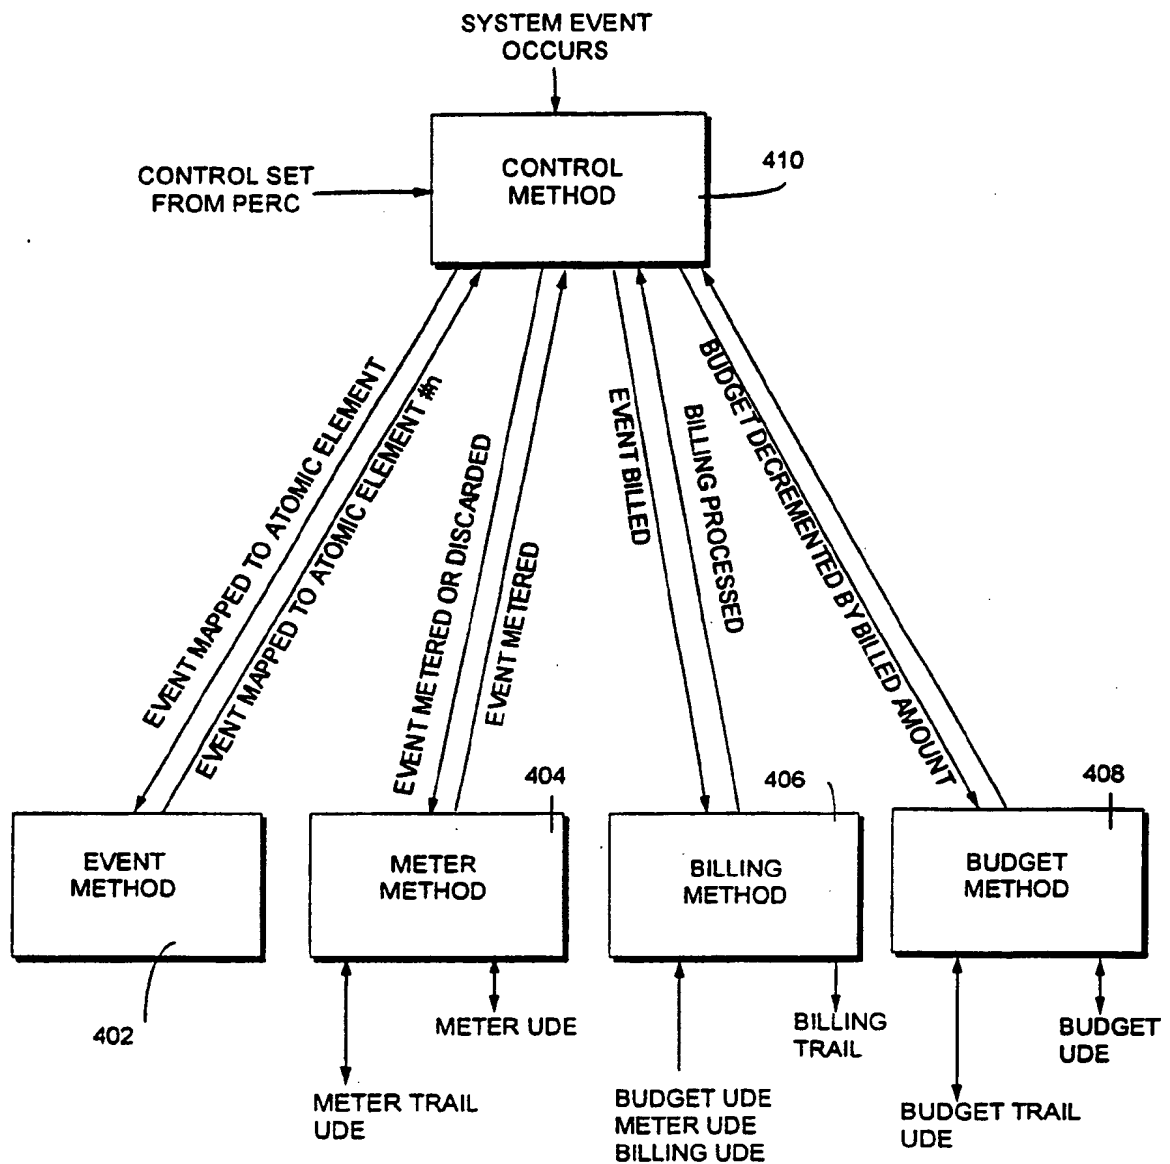 SYSTEM EVENT
OCCURS
CONTROL
METHOD
410
CONTROL SET
FROM PERC
EVENT MAPPED TO ATOMIC ELEMENT
EVENT MAPPED TO ATOMIC ELEMENT #n
EVENT METERED OR DISCARDED
EVENT METERED
EVENT BILLED
BILLING PROCESSED
BUDGET DECREMENTED BY BILLED AMOUNT
404
406
408
EVENT
METHOD
METER
METHOD
BILLING
METHOD
BUDGET
METHOD
402
METER UDE
METER TRAIL
UDE
BILLING
TRAIL
BUDGET UDE
METER UDE
BILLING UDE
BUDGET
UDE
BUDGET TRAIL
UDE